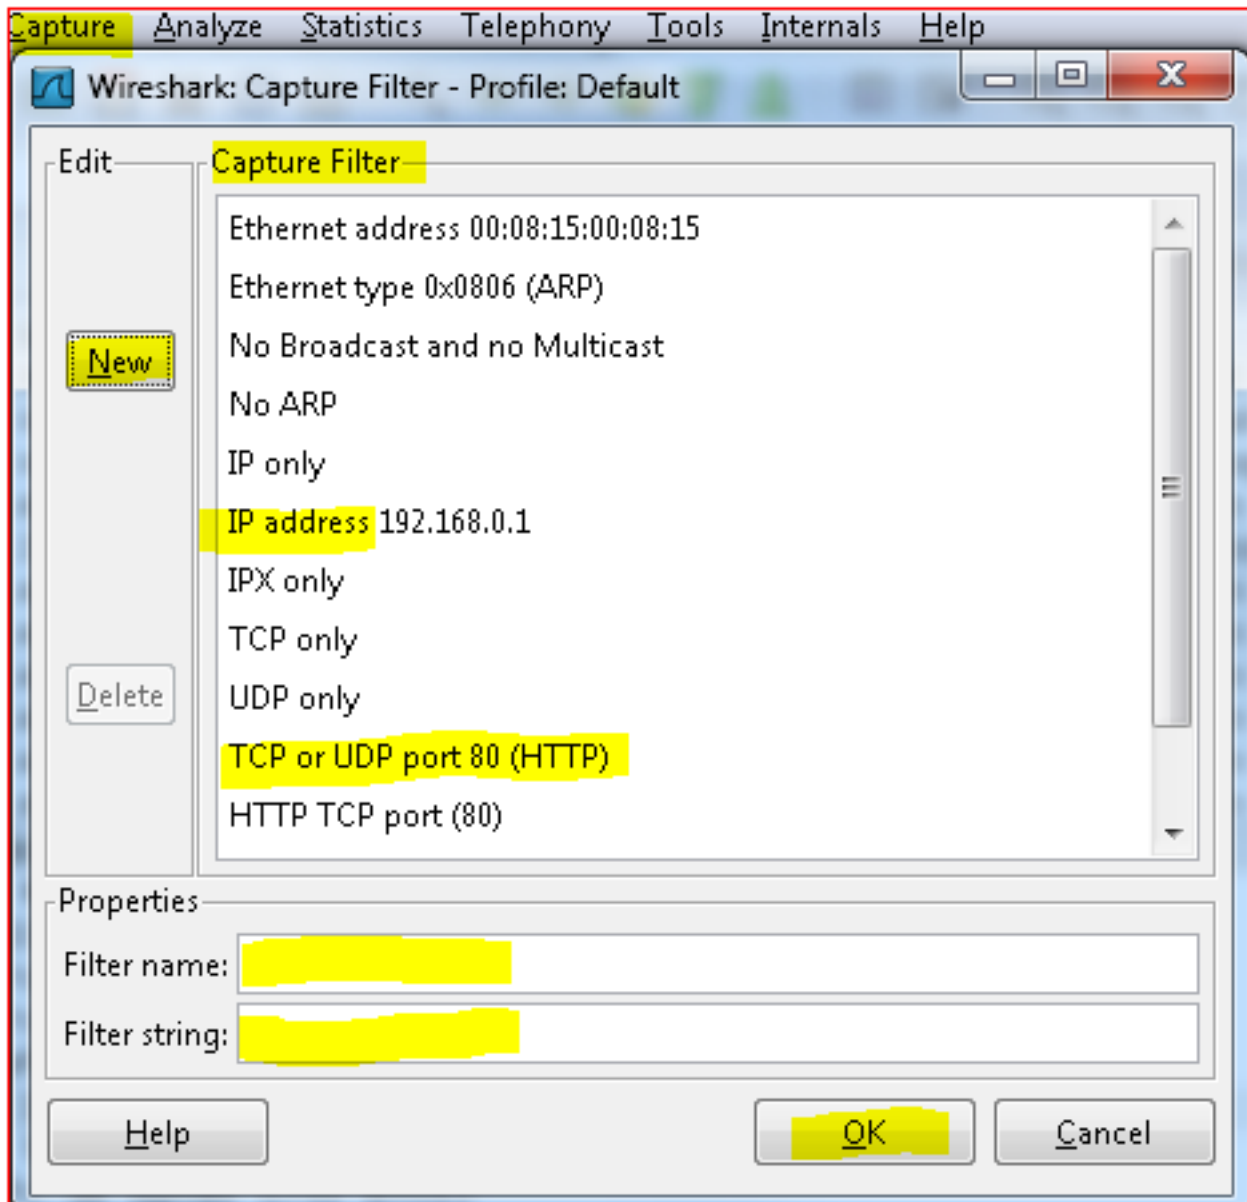 Capture Analyze Statistics Telephony Tools Internals Help
Wireshark: Capture Filter - Profile: Default
Edit
Capture Filter
Ethernet address 00:08:15:00:08:15
Ethernet type 0x0806 (ARP)
No Broadcast and no Multicast
New
No ARP
IP only
IP address 192.168.0.1
IPX only
TCP only
Delete
UDP only
TCP or UDP port 80 (HTTP)
HTTP TCP port (80)
Properties
Filter name:
Filter string:
Help
OK
Cancel